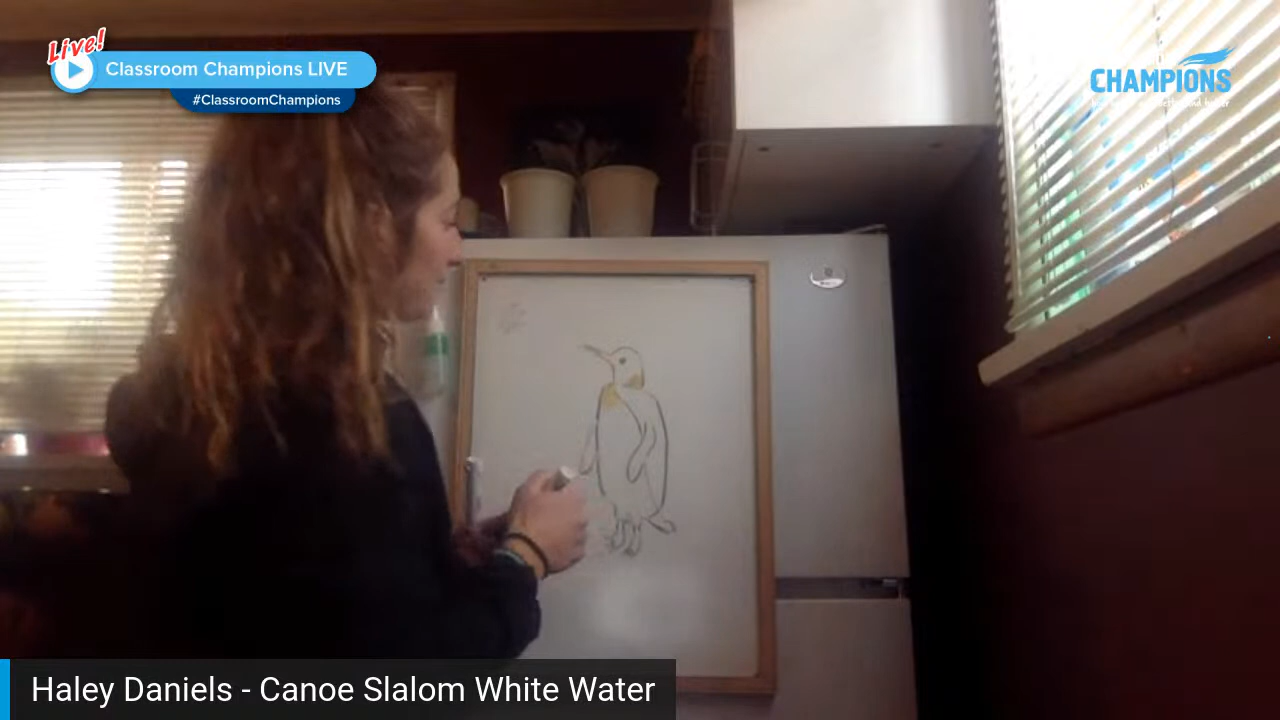 Live!
Classroom Champions LIVE
#ClassroomChampions
CHAMPIONS
Haley Daniels - Canoe Slalom White Water